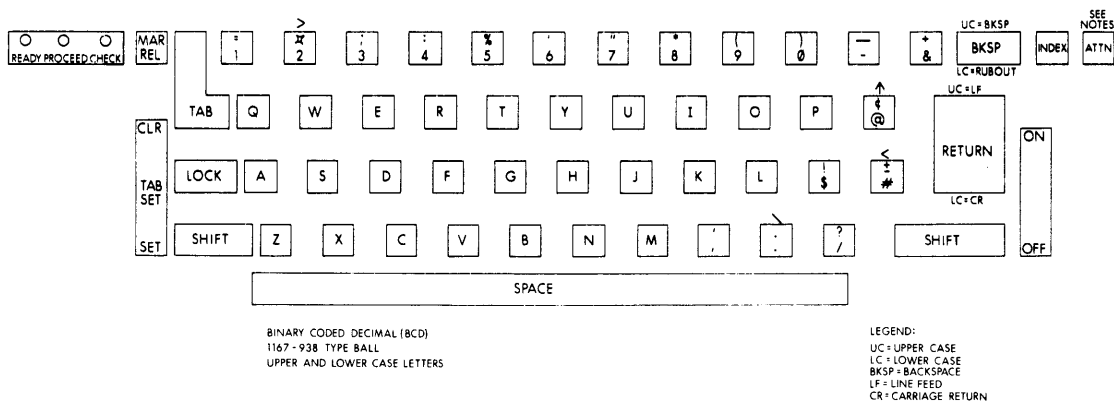 SEE
NOTES
UC=BKSP
READY PROCEED CHECK
MAR
REL
=
1
>
¤
2
;
3
:
4
%
5
'
6
"
7
*
8
(
9
)
0
—
-
+
&
BKSP
LC=RUBOUT
INDEX
ATTN
TAB
Q
W
E
R
T
Y
U
I
O
P
↑
¢
@
UC=LF
RETURN
LC=CR
CLR
TAB
SET
SET
LOCK
A
S
D
F
G
H
J
K
L
!
$
<
±
#
ON
OFF
SHIFT
Z
X
C
V
B
N
M
,
\
.
?
/
SHIFT
SPACE
BINARY CODED DECIMAL (BCD)
1167-938 TYPE BALL
UPPER AND LOWER CASE LETTERS
LEGEND:
UC=UPPER CASE
LC=LOWER CASE
BKSP=BACKSPACE
LF=LINE FEED
CR=CARRIAGE RETURN